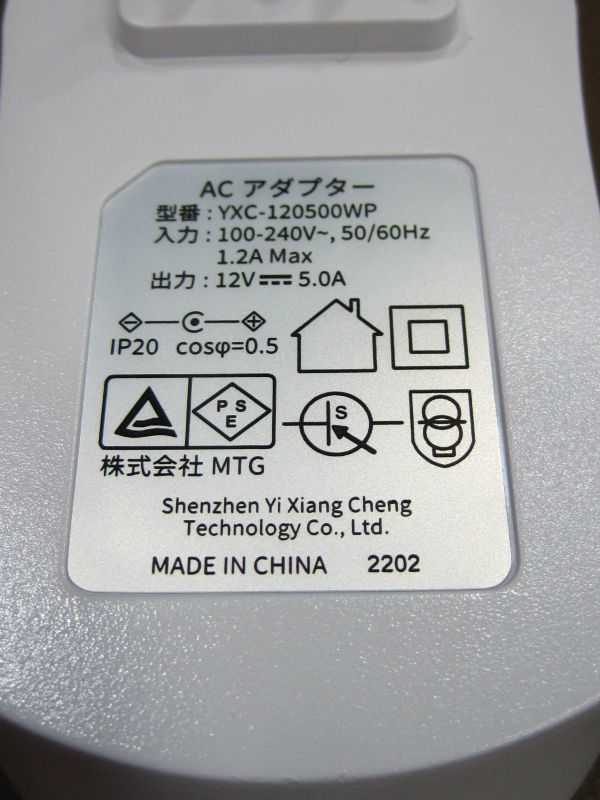 AC アダプター
型番 : YXC-120500WP
入力 : 100-240V~, 50/60Hz
1.2A Max
出力 : 12V⎓5.0A
IP20 cosφ=0.5
P S
E
S
株式会社 MTG
Shenzhen Yi Xiang Cheng
Technology Co., Ltd.
MADE IN CHINA 2202